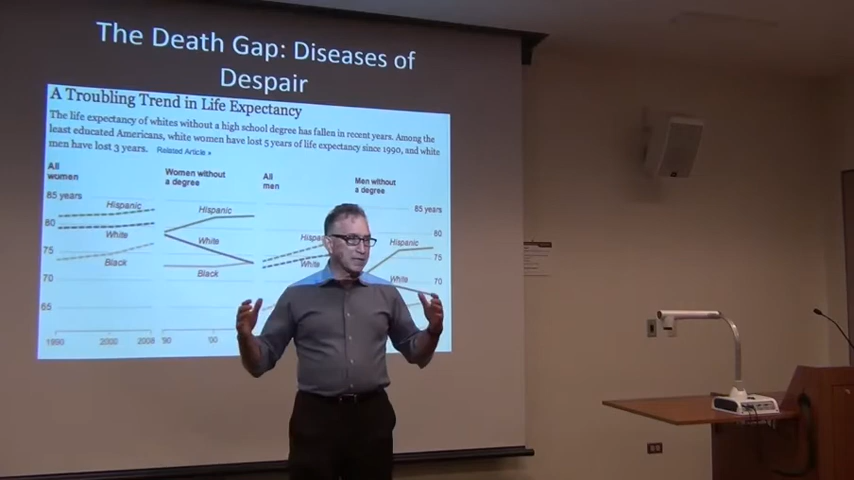 The Death Gap: Diseases of
Despair
A Troubling Trend in Life Expectancy
The life expectancy of whites without a high school degree has fallen in recent years. Among the
least educated Americans, white women have lost 5 years of life expectancy since 1990, and white
men have lost 3 years. Related Article »
All
women
Women without
a degree
All
men
Men without
a degree
85 years
Hispanic
Hispanic
85 years
80
White
White
Hispanic
80
75
Black
Black
White
75
70
White
70
65
1990
2000
2008
'90
'00